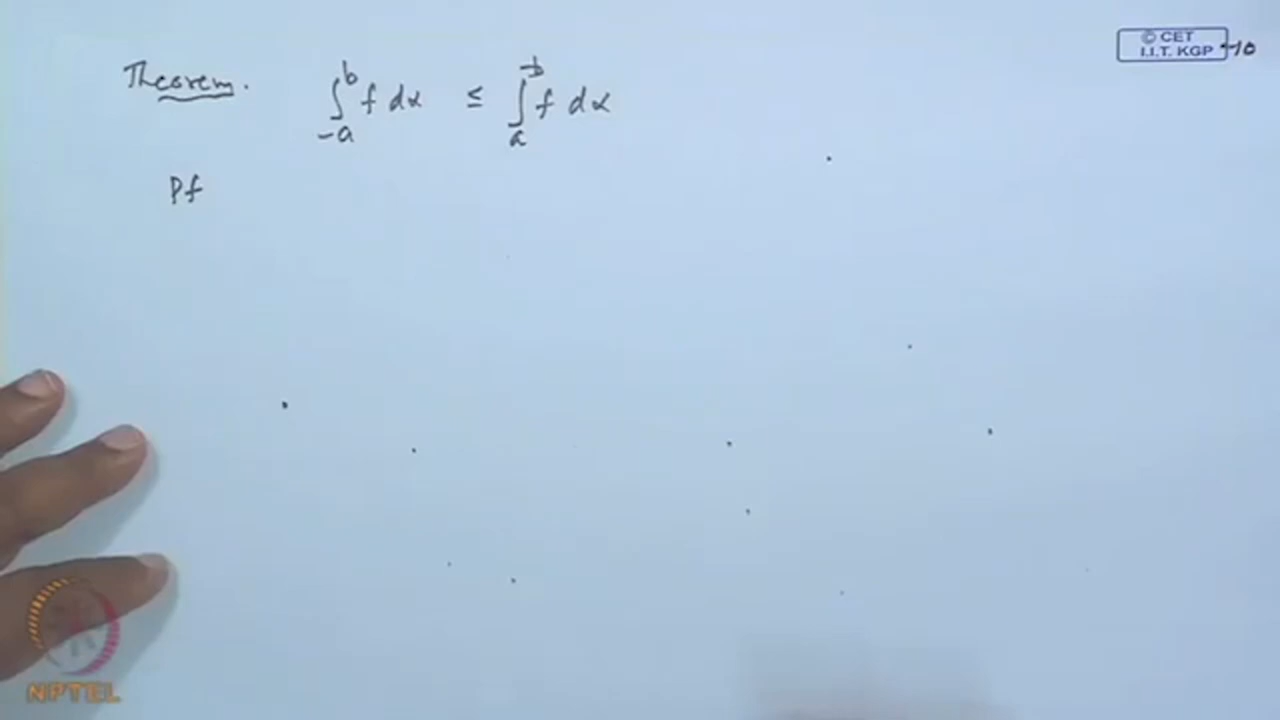 Theorem. ∫_{-a}^{b} f dα ≤ ∫_{a}^{-b} f dα
Pf
© CET
I.I.T. KGP
NPTEL